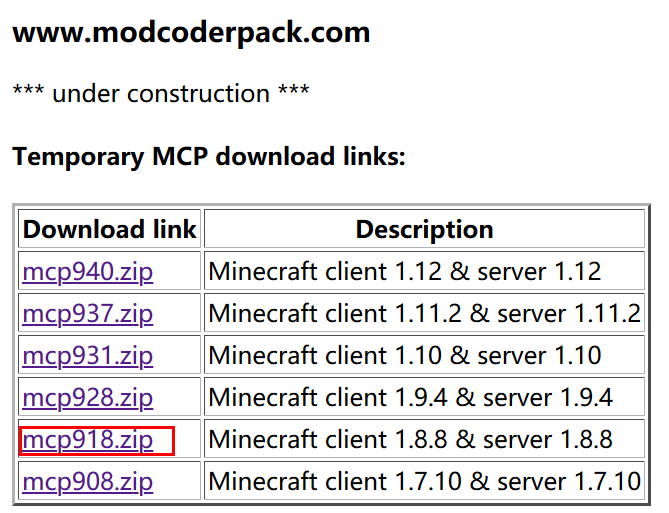 www.modcoderpack.com
*** under construction ***
Temporary MCP download links:
Download link Description
mcp940.zip Minecraft client 1.12 & server 1.12
mcp937.zip Minecraft client 1.11.2 & server 1.11.2
mcp931.zip Minecraft client 1.10 & server 1.10
mcp928.zip Minecraft client 1.9.4 & server 1.9.4
mcp918.zip Minecraft client 1.8.8 & server 1.8.8
mcp908.zip Minecraft client 1.7.10 & server 1.7.10